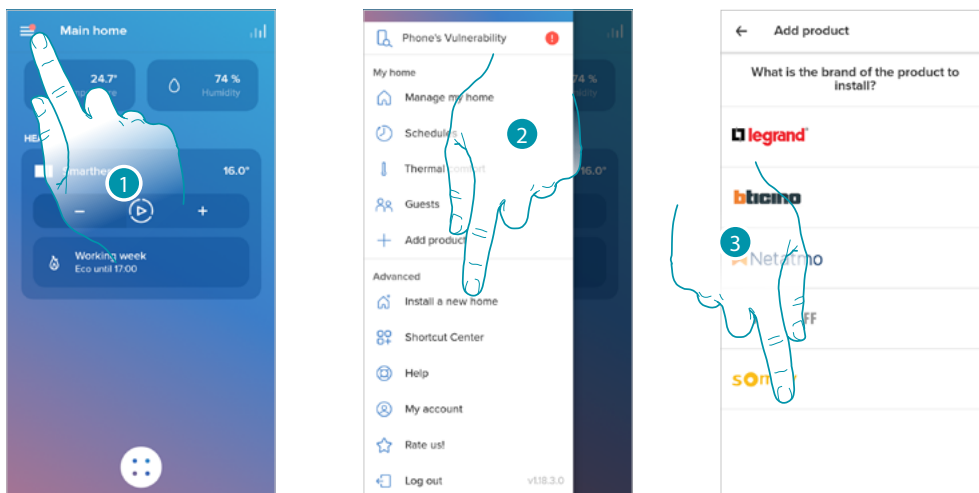 Main home
24.7°
74 %
Humidity
16.0°
1
−
+
Working week
Eco until 17:00
Phone's Vulnerability
!
My home
74 %
Manage my home
Schedules
2
Thermal
16.0°
Guests
+ Add product
Advanced
Install a new home
Shortcut Center
Help
My account
Rate us!
Log out v1.18.3.0
← Add product
What is the brand of the product to
install?
legrand®
bticino
3
Netatmo